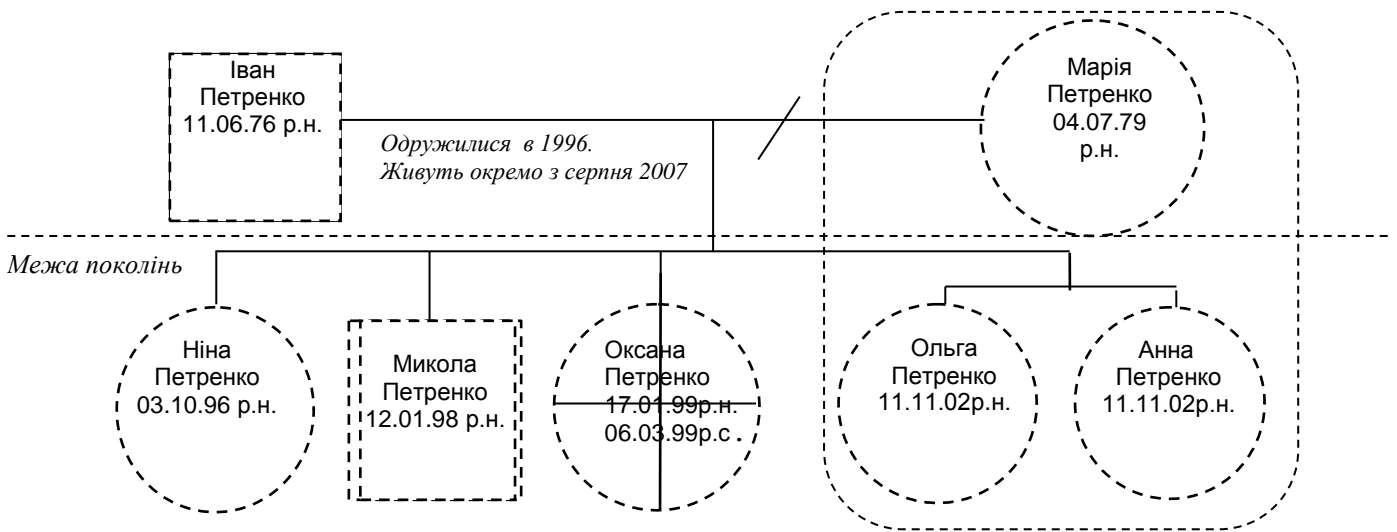 Іван
Петренко
11.06.76 р.н.
Марія
Петренко
04.07.79
р.н.
Одружилися в 1996.
Живуть окремо з серпня 2007
Межа поколінь
Ніна
Петренко
03.10.96 р.н.
Микола
Петренко
12.01.98 р.н.
Оксана
Петренко
17.01.99р.н.
06.03.99р.с.
Ольга
Петренко
11.11.02р.н.
Анна
Петренко
11.11.02р.н.